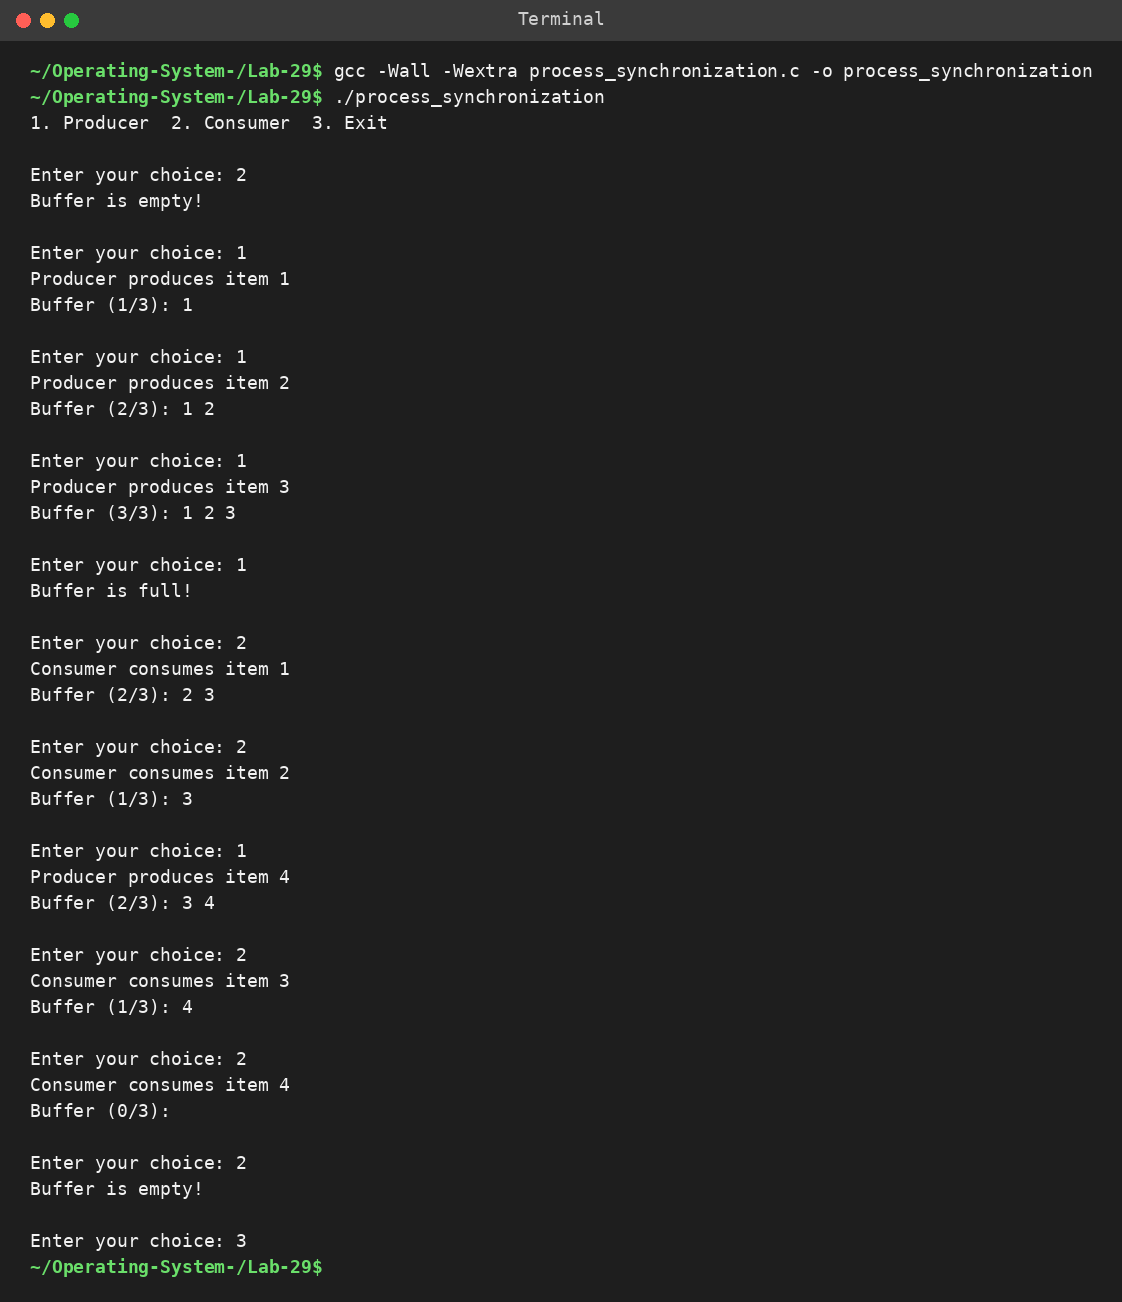 Terminal
~/Operating-System-/Lab-29$ gcc -Wall -Wextra process_synchronization.c -o process_synchronization
~/Operating-System-/Lab-29$ ./process_synchronization
1. Producer  2. Consumer  3. Exit

Enter your choice: 2
Buffer is empty!

Enter your choice: 1
Producer produces item 1
Buffer (1/3): 1

Enter your choice: 1
Producer produces item 2
Buffer (2/3): 1 2

Enter your choice: 1
Producer produces item 3
Buffer (3/3): 1 2 3

Enter your choice: 1
Buffer is full!

Enter your choice: 2
Consumer consumes item 1
Buffer (2/3): 2 3

Enter your choice: 2
Consumer consumes item 2
Buffer (1/3): 3

Enter your choice: 1
Producer produces item 4
Buffer (2/3): 3 4

Enter your choice: 2
Consumer consumes item 3
Buffer (1/3): 4

Enter your choice: 2
Consumer consumes item 4
Buffer (0/3):

Enter your choice: 2
Buffer is empty!

Enter your choice: 3
~/Operating-System-/Lab-29$